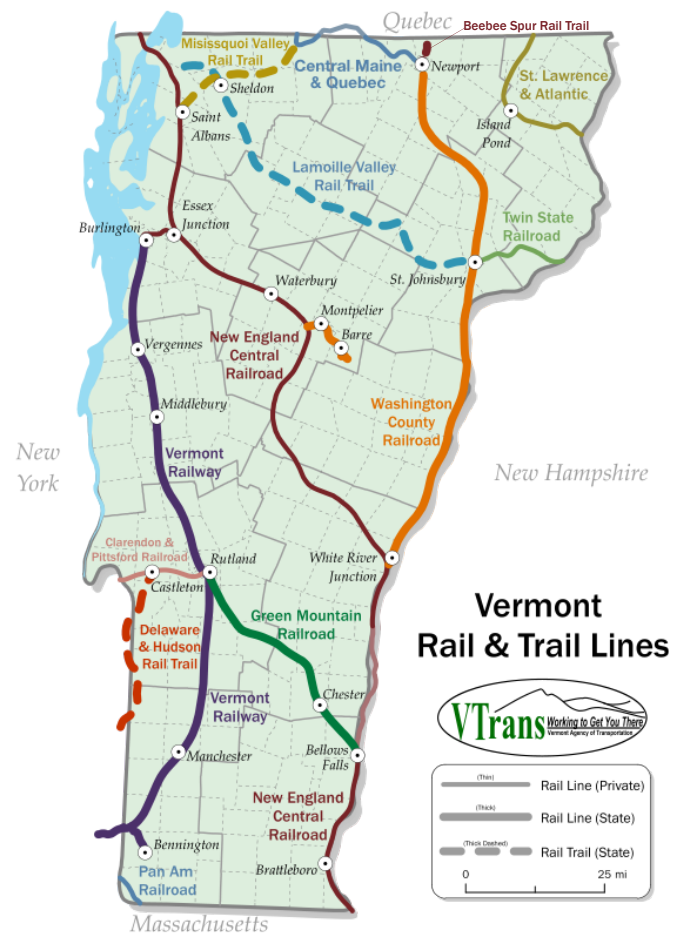 Quebec
Beebee Spur Rail Trail
Misissquoi Valley
Rail Trail
Central Maine
& Quebec
Newport
St. Lawrence
& Atlantic
Sheldon
Saint
Albans
Island
Pond
Lamoille Valley
Rail Trail
Essex
Junction
Burlington
Twin State
Railroad
St. Johnsbury
Waterbury
Montpelier
Barre
New England
Central
Railroad
Vergennes
Middlebury
Washington
County
Railroad
New
York
Vermont
Railway
New Hampshire
Clarendon &
Pittsford Railroad
Rutland
Castleton
White River
Junction
Green Mountain
Railroad
Delaware
& Hudson
Rail Trail
Vermont
Rail & Trail Lines
Vermont
Railway
Chester
Manchester
Bellows
Falls
VTrans
Working to Get You There
Vermont Agency of Transportation
New England
Central
Railroad
Bennington
Brattleboro
Pan Am
Railroad
Massachusetts
(Thin)
Rail Line (Private)
(Thick)
Rail Line (State)
(Thick Dashed)
Rail Trail (State)
0 25 mi